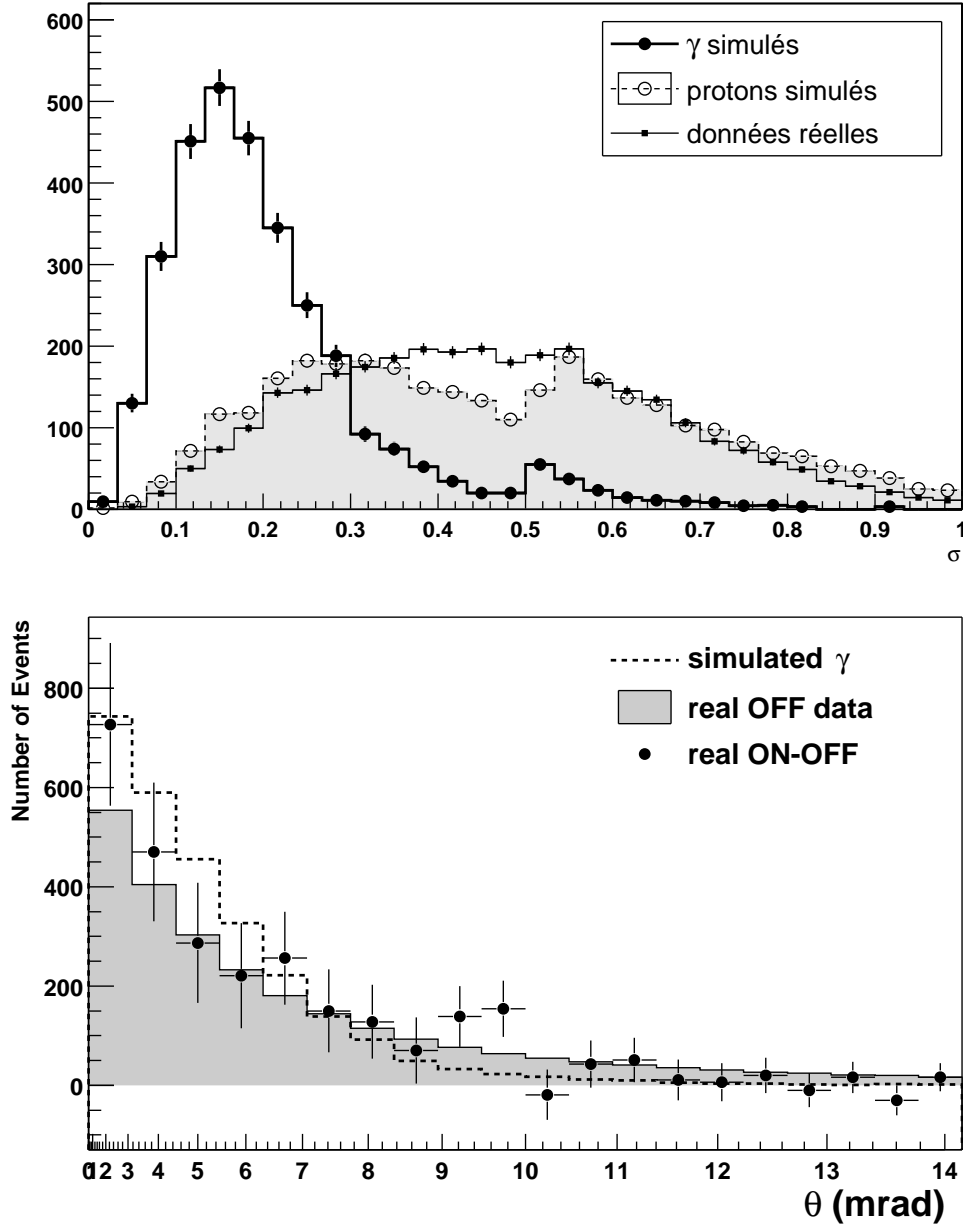 600
500
400
300
200
100
0
γ simulés
protons simulés
données réelles
0 0.1 0.2 0.3 0.4 0.5 0.6 0.7 0.8 0.9 1
σ
Number of Events
800
600
400
200
0
simulated γ
real OFF data
real ON-OFF
0 1 2 3 4 5 6 7 8 9 10 11 12 13 14
θ (mrad)